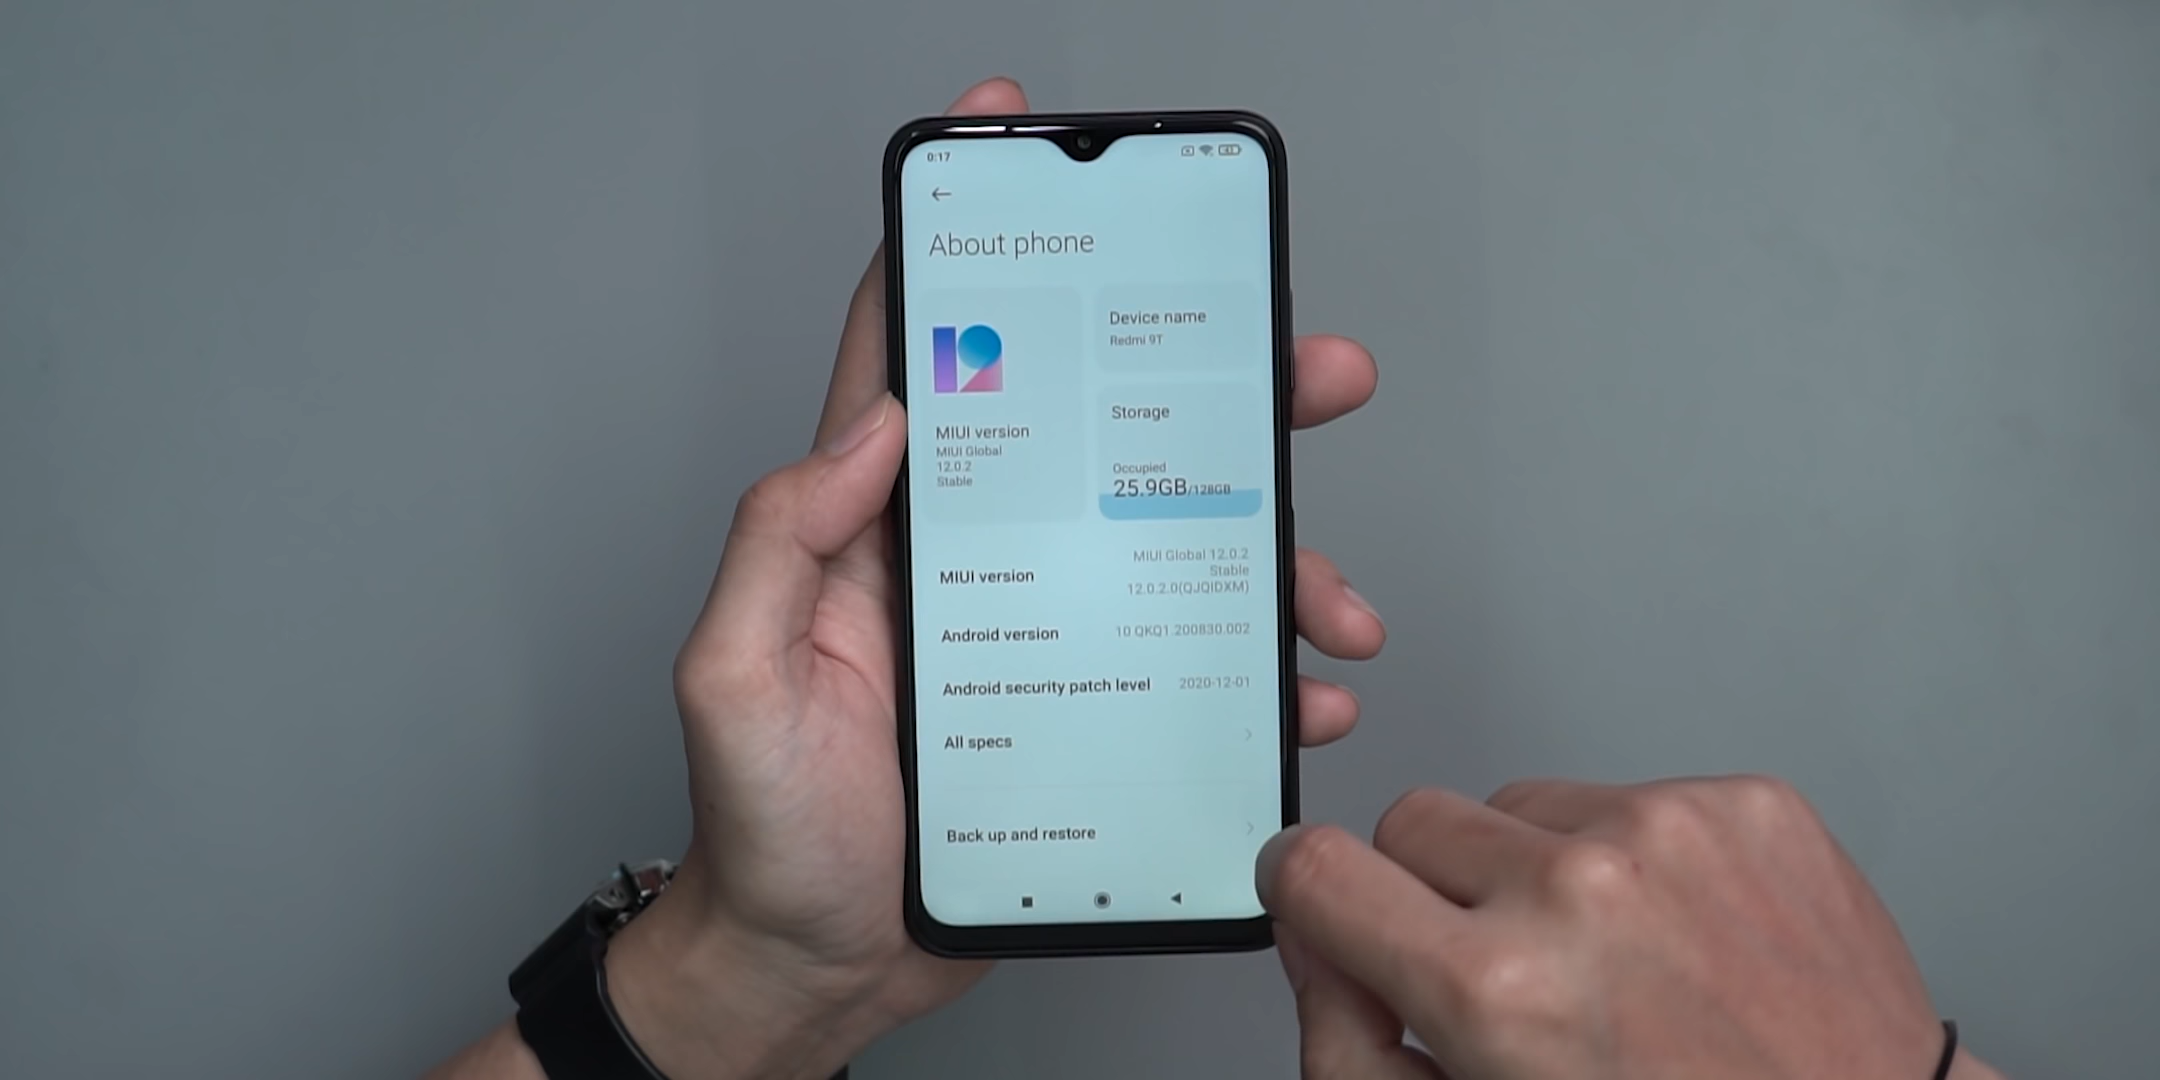 0:17
About phone
Device name
Redmi 9T
Storage
MIUI version
MIUI Global
12.0.2
Stable
Occupied
25.9GB/128GB
MIUI version
MIUI Global 12.0.2
Stable
12.0.2.0(QJQIDXM)
Android version
10 QKQ1.200830.002
Android security patch level
2020-12-01
All specs
Back up and restore